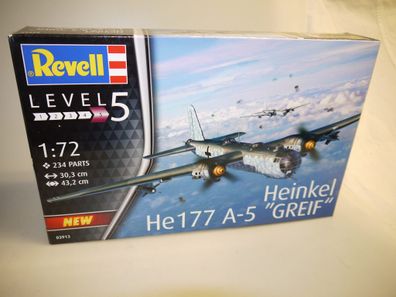 Revell
LEVEL 5
1:72
234 PARTS
30,3 cm
43,2 cm
NEW
03913
Heinkel
He177 A-5 "GREIF"